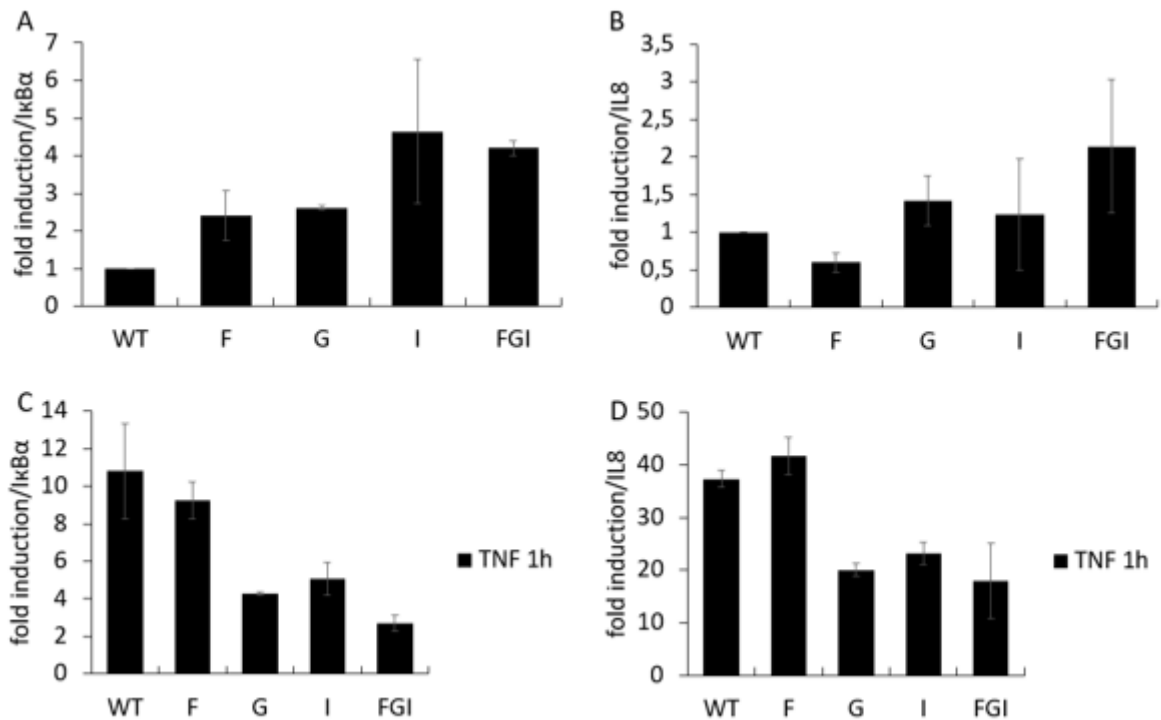 A
fold induction/IκBα
7
6
5
4
3
2
1
0
WT F G I FGI
B
fold induction/IL8
3,5
3
2,5
2
1,5
1
0,5
0
WT F G I FGI
C
fold induction/IκBα
14
12
10
8
6
4
2
0
WT F G I FGI
TNF 1h
D
fold induction/IL8
50
40
30
20
10
0
WT F G I FGI
TNF 1h